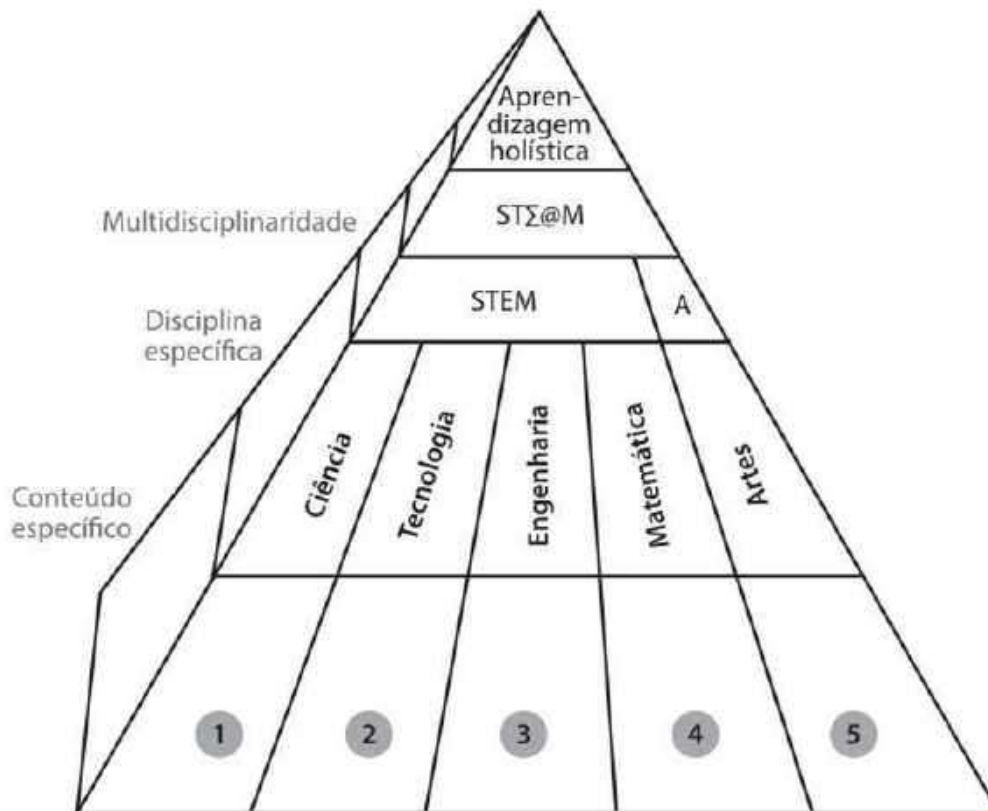 Apren-
dizagem
holística
Multidisciplinaridade
STΣ@M
Disciplina
específica
STEM
A
Conteúdo
específico
Ciência
Tecnologia
Engenharia
Matemática
Artes
1
2
3
4
5